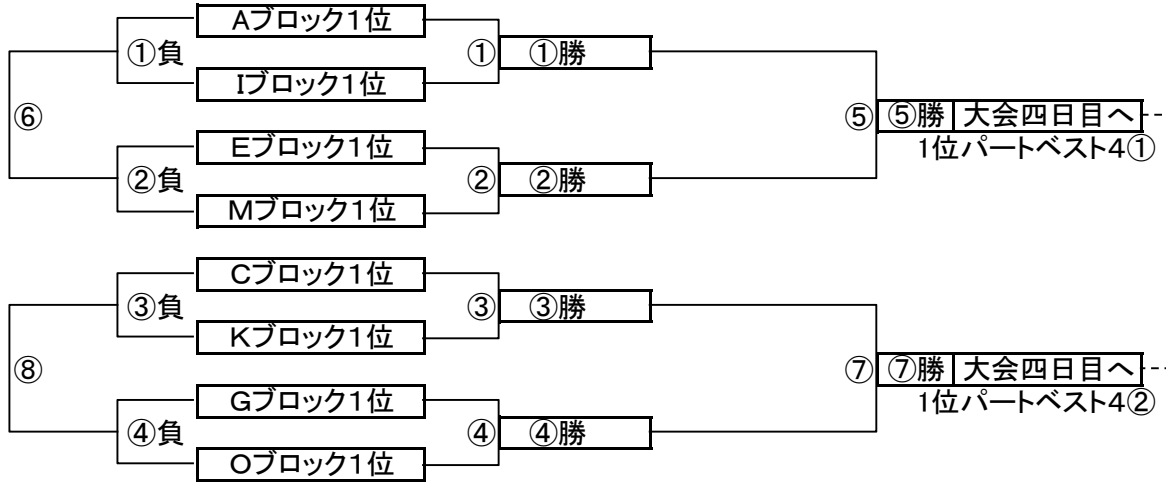 Aブロック1位
①負 ① ①勝
Iブロック1位
⑥ ⑤ ⑤勝 大会四日目へ
Eブロック1位 1位パートベスト4①
②負 ② ②勝
Mブロック1位
Cブロック1位
③負 ③ ③勝
Kブロック1位
⑧ ⑦ ⑦勝 大会四日目へ
Gブロック1位 1位パートベスト4②
④負 ④ ④勝
Oブロック1位